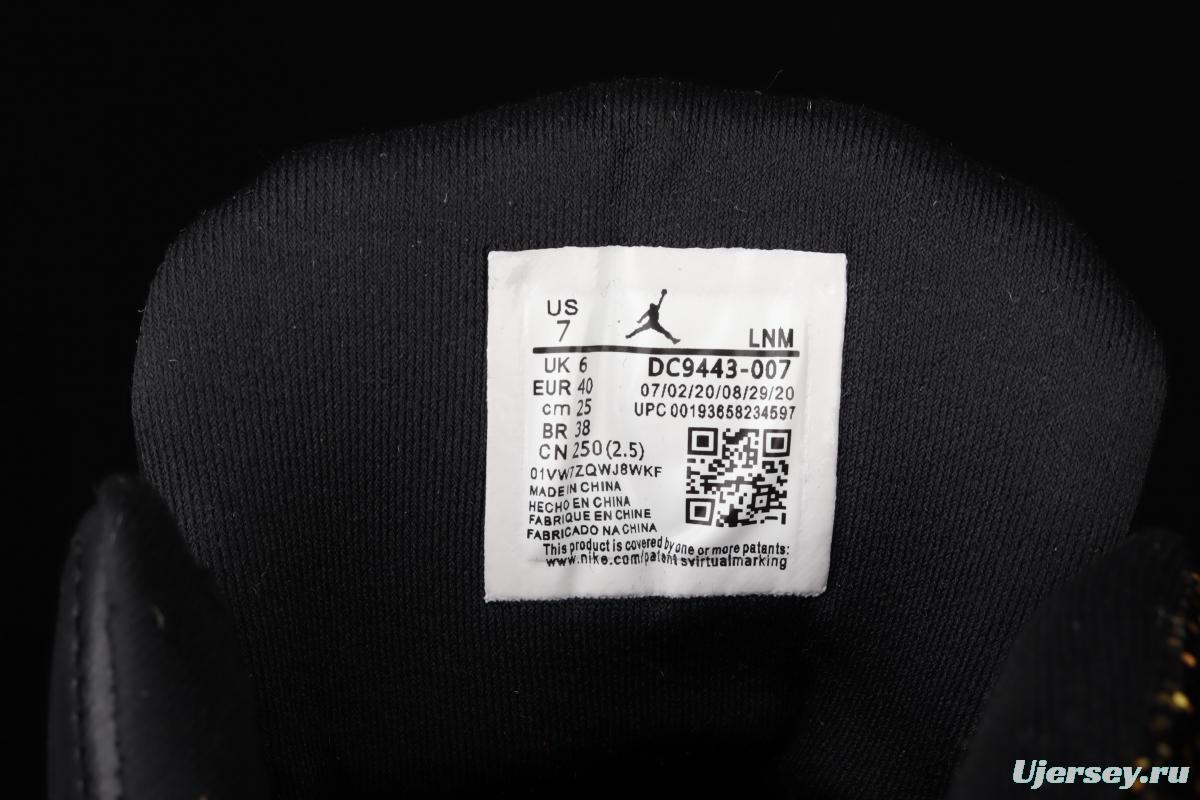 US
7
LNM
UK 6
DC9443-007
EUR 40
07/02/20/08/29/20
cm 25
UPC 00193658234597
BR 38
CN 250 (2.5)
01VW7ZQWJ8WKF
MADE IN CHINA
HECHO EN CHINA
FABRIQUE EN CHINE
FABRICADO NA CHINA
This product is covered by one or more patants:
www.nike.com/patent svirtualmarking
Ujersey.ru